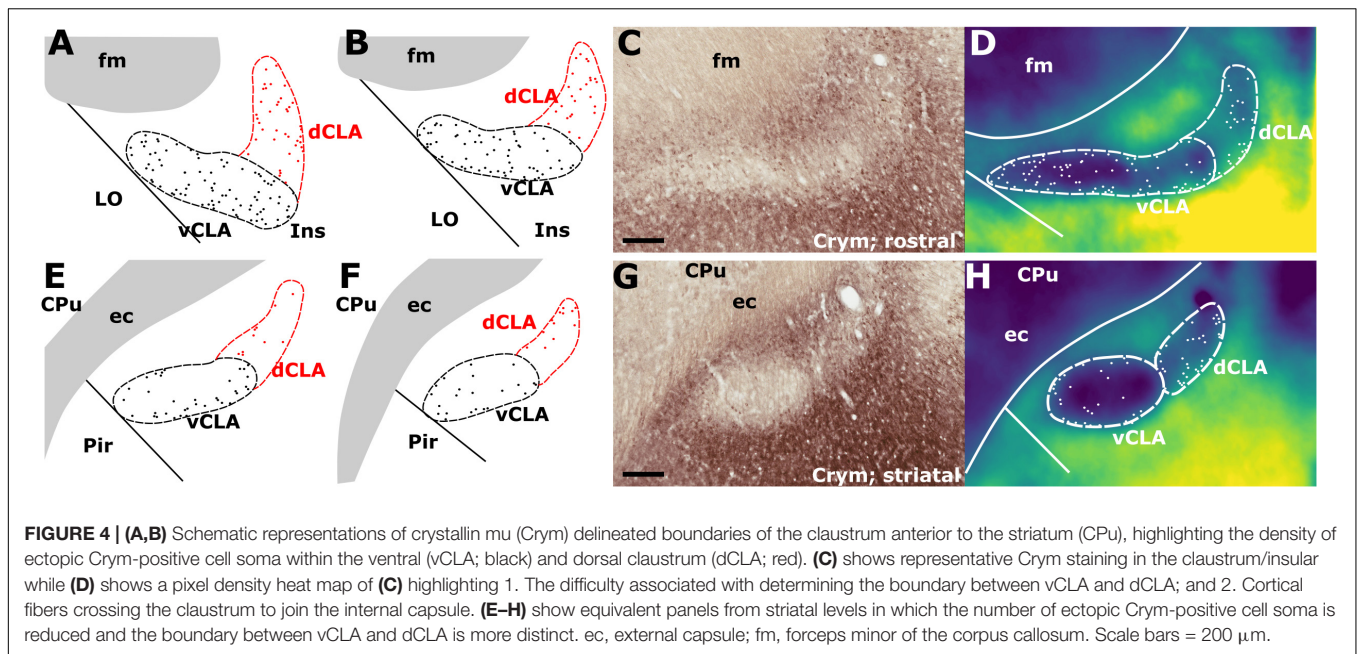 A
fm
dCLA
LO
vCLA
Ins
B
fm
dCLA
vCLA
LO
Ins
C
fm
Crym; rostral
D
fm
dCLA
vCLA
E
CPu
ec
dCLA
vCLA
Pir
F
CPu
ec
dCLA
vCLA
Pir
G
CPu
ec
Crym; striatal
H
CPu
ec
dCLA
vCLA
FIGURE 4 | (A,B) Schematic representations of crystallin mu (Crym) delineated boundaries of the claustrum anterior to the striatum (CPu), highlighting the density of
ectopic Crym-positive cell soma within the ventral (vCLA; black) and dorsal claustrum (dCLA; red). (C) shows representative Crym staining in the claustrum/insular
while (D) shows a pixel density heat map of (C) highlighting 1. The difficulty associated with determining the boundary between vCLA and dCLA; and 2. Cortical
fibers crossing the claustrum to join the internal capsule. (E–H) show equivalent panels from striatal levels in which the number of ectopic Crym-positive cell soma is
reduced and the boundary between vCLA and dCLA is more distinct. ec, external capsule; fm, forceps minor of the corpus callosum. Scale bars = 200 μm.